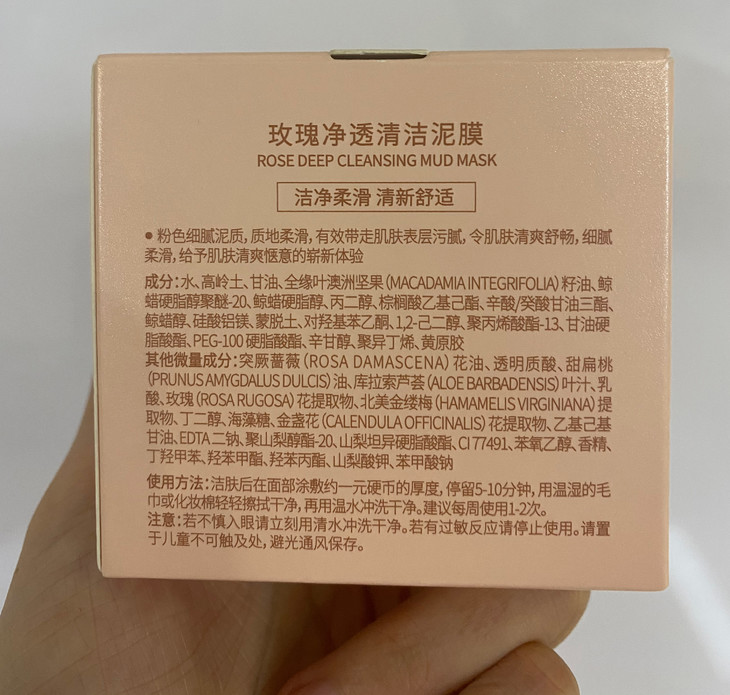 玫瑰净透清洁泥膜
ROSE DEEP CLEANSING MUD MASK
洁净柔滑 清新舒适
● 粉色细腻泥质, 质地柔滑, 有效带走肌肤表层污腻, 令肌肤清爽舒畅, 细腻
柔滑, 给予肌肤清爽惬意的崭新体验
成分: 水、高岭土、甘油、全缘叶澳洲坚果 (MACADAMIA INTEGRIFOLIA) 籽油、鲸
蜡硬脂醇聚醚-20、鲸蜡硬脂醇、丙二醇、棕榈酸乙基己酯、辛酸/癸酸甘油三酯、
鲸蜡醇、硅酸铝镁、蒙脱土、对羟基苯乙酮、1,2-己二醇、聚丙烯酸酯-13、甘油硬
脂酸酯、PEG-100 硬脂酸酯、辛甘醇、聚异丁烯、黄原胶
其他微量成分: 突厥蔷薇 (ROSA DAMASCENA) 花油、透明质酸、甜扁桃
(PRUNUS AMYGDALUS DULCIS) 油、库拉索芦荟 (ALOE BARBADENSIS) 叶汁、乳
酸、玫瑰 (ROSA RUGOSA) 花提取物、北美金缕梅 (HAMAMELIS VIRGINIANA) 提
取物、丁二醇、海藻糖、金盏花 (CALENDULA OFFICINALIS) 花提取物、乙基己基
甘油、EDTA 二钠、聚山梨醇酯-20、山梨坦异硬脂酸酯、CI 77491、苯氧乙醇、香精、
丁羟甲苯、羟苯甲酯、羟苯丙酯、山梨酸钾、苯甲酸钠
使用方法: 洁肤后在面部涂敷约一元硬币的厚度, 停留5-10分钟, 用温湿的毛
巾或化妆棉轻轻擦拭干净, 再用温水冲洗干净。建议每周使用1-2次。
注意: 若不慎入眼请立刻用清水冲洗干净。若有过敏反应请停止使用。请置
于儿童不可触及处, 避光通风保存。